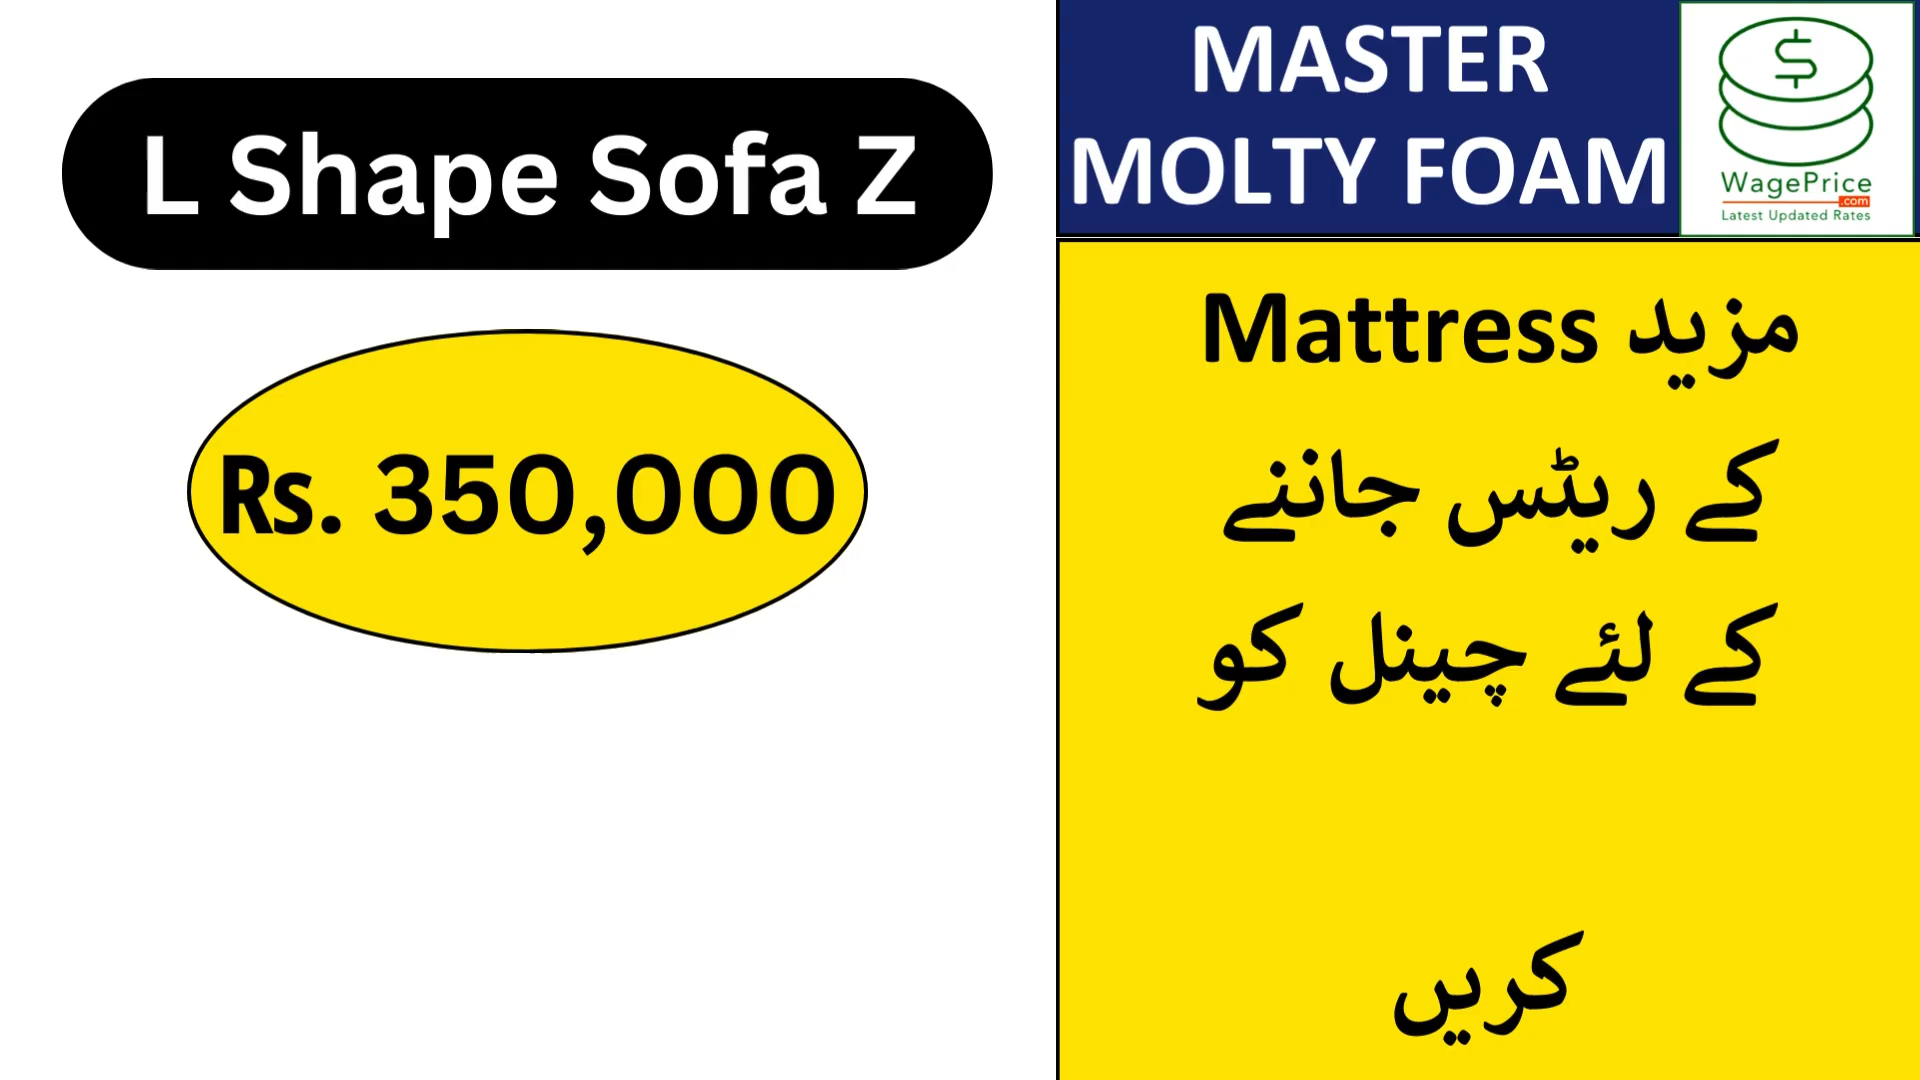 L Shape Sofa Z
Rs. 350,000
MASTER
MOLTY FOAM
$
WagePrice
.com
Latest Updated Rates
مزید Mattress
کے ریٹس جاننے
کے لئے چینل کو
کریں